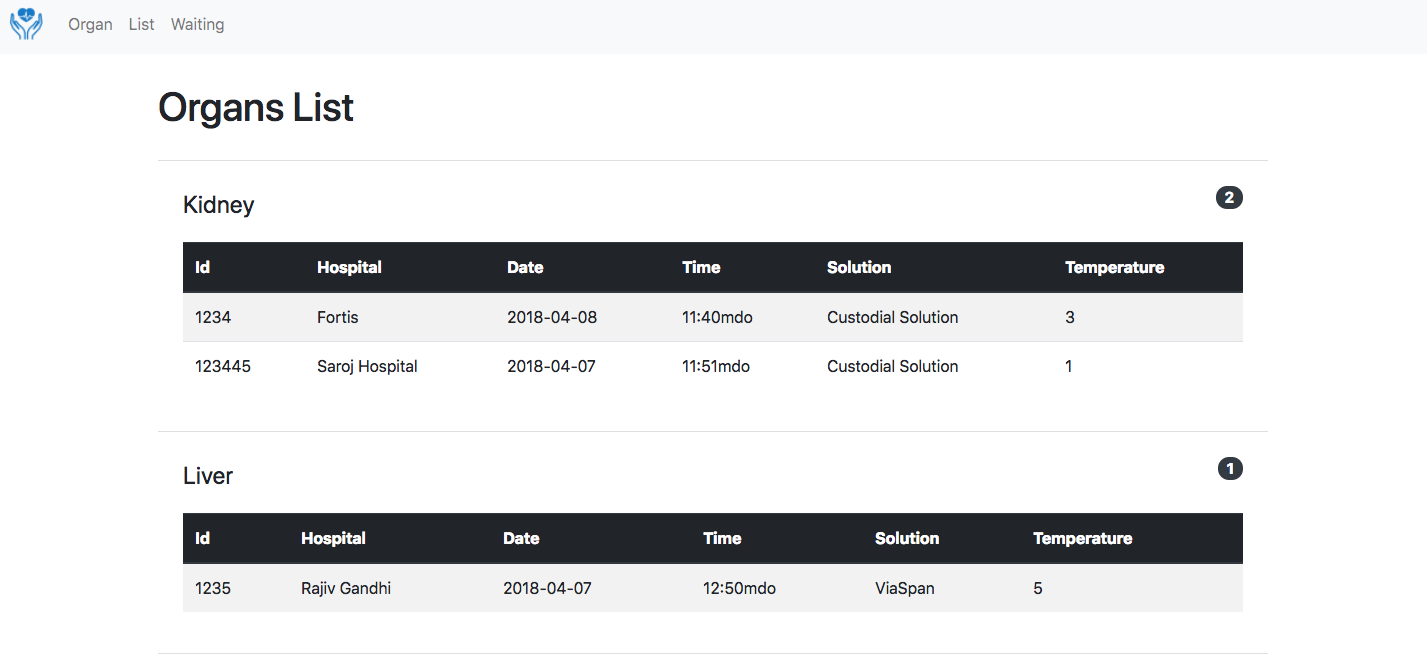 Organ List Waiting
Organs List
Kidney 2
Id Hospital Date Time Solution Temperature
1234 Fortis 2018-04-08 11:40mdo Custodial Solution 3
123445 Saroj Hospital 2018-04-07 11:51mdo Custodial Solution 1
Liver 1
Id Hospital Date Time Solution Temperature
1235 Rajiv Gandhi 2018-04-07 12:50mdo ViaSpan 5